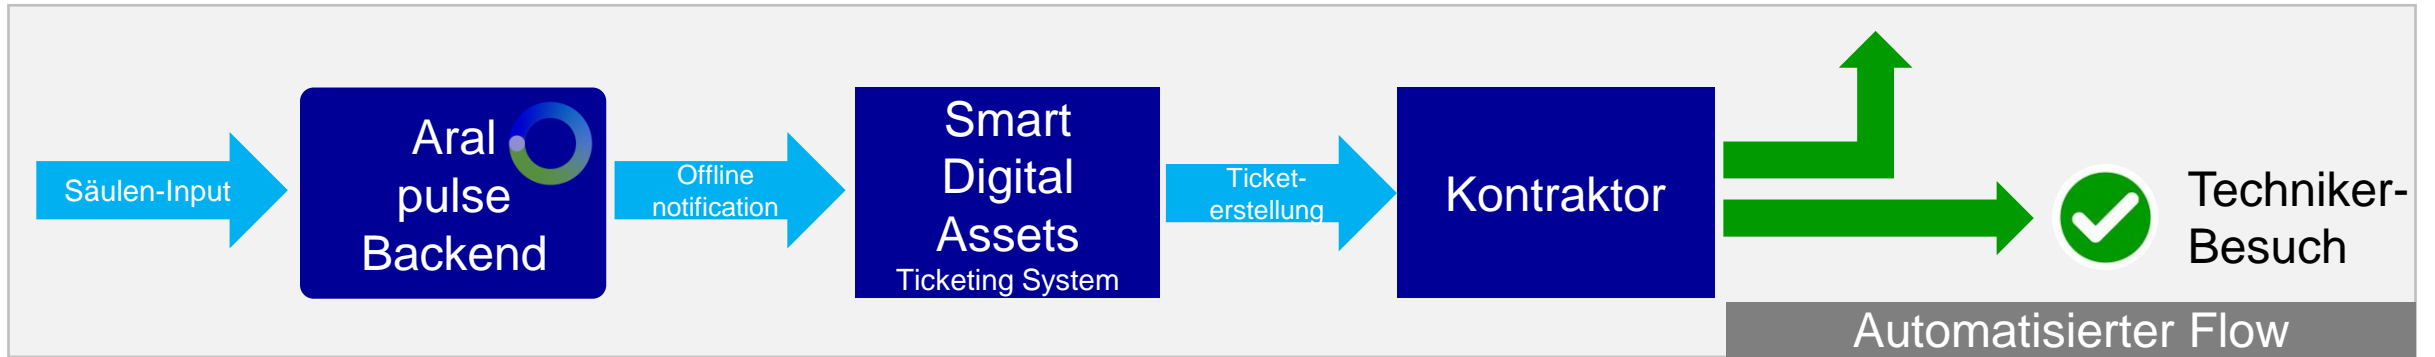 Säulen-Input
Aral
pulse
Backend
Offline
notification
Smart
Digital
Assets
Ticketing System
Ticket-
erstellung
Kontraktor
Techniker-
Besuch
Automatisierter Flow